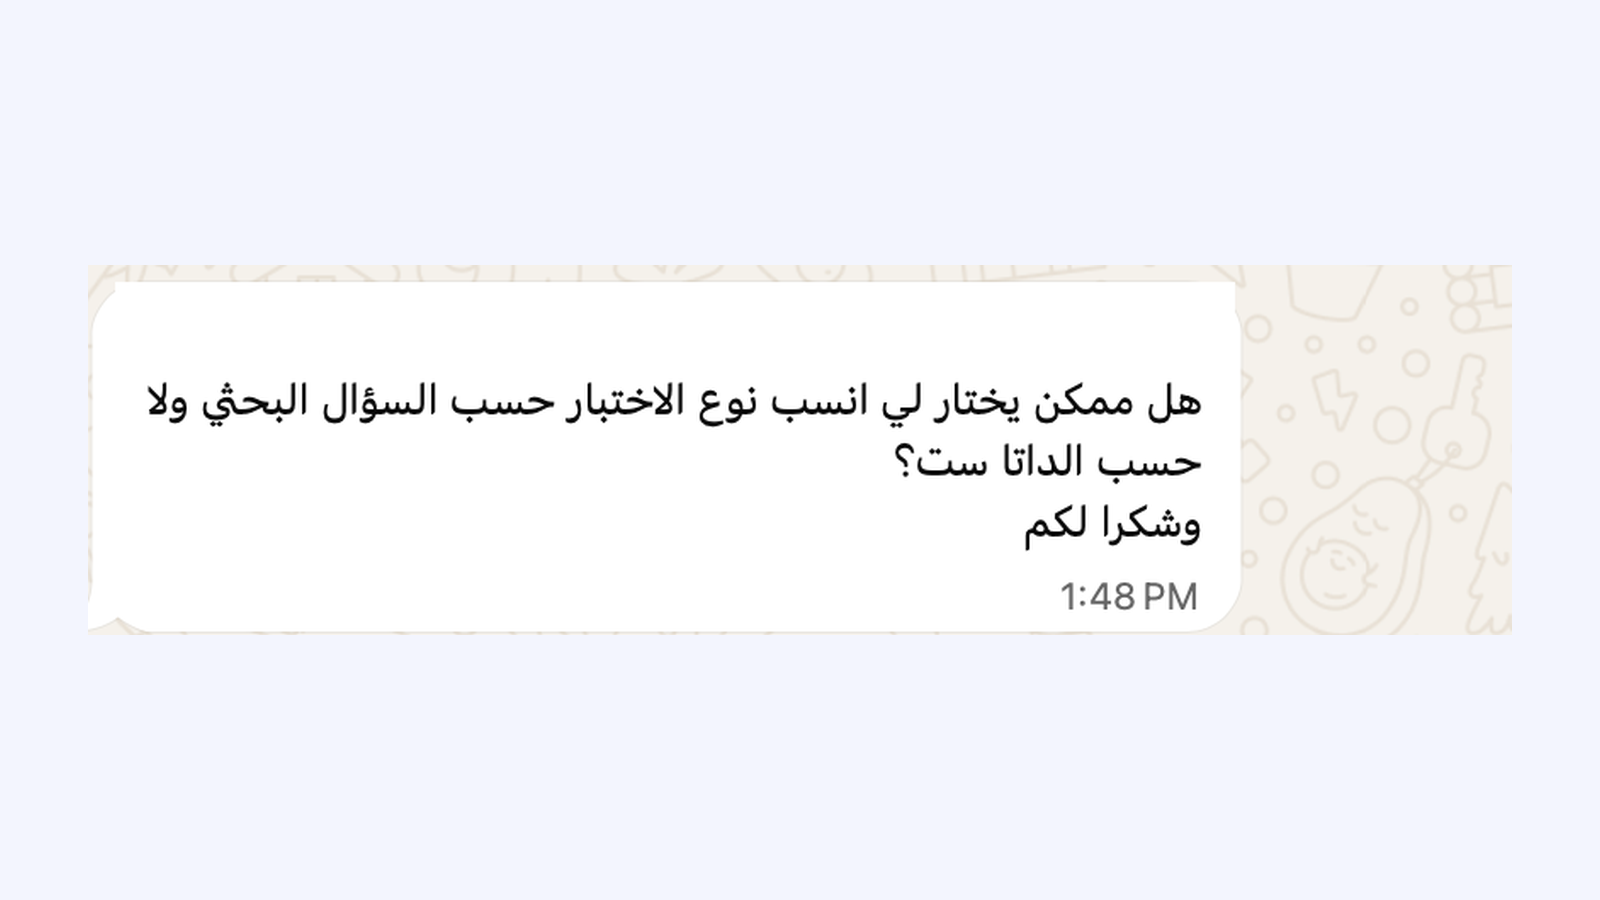 هل ممكن يختار لي انسب نوع الاختبار حسب السؤال البحثي ولا
حسب الداتا ست؟
وشكرا لكم
1:48 PM